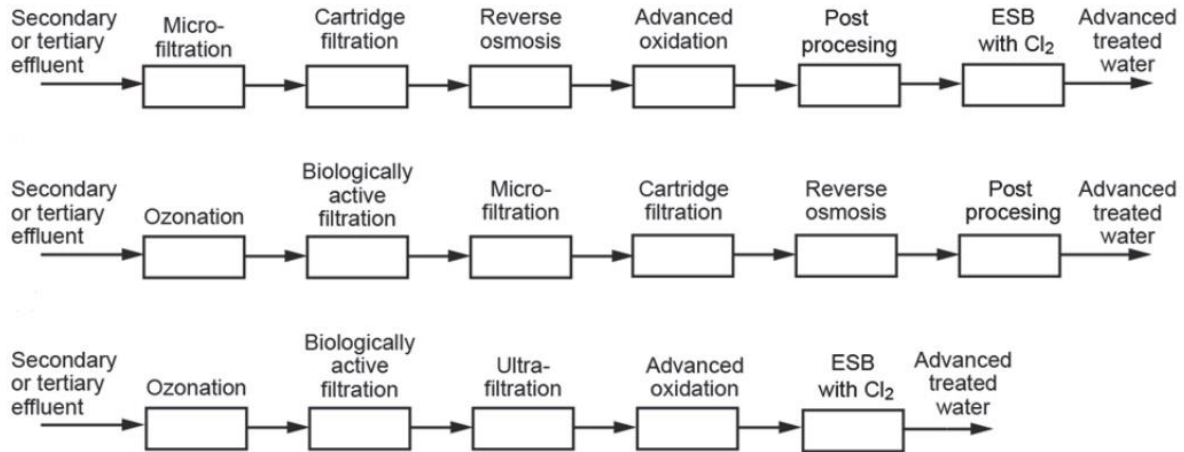 Secondary
or tertiary
effluent
Micro-
filtration
Cartridge
filtration
Reverse
osmosis
Advanced
oxidation
Post
procesing
ESB
with Cl₂
Advanced
treated
water
Secondary
or tertiary
effluent
Ozonation
Biologically
active
filtration
Micro-
filtration
Cartridge
filtration
Reverse
osmosis
Post
procesing
Advanced
treated
water
Secondary
or tertiary
effluent
Ozonation
Biologically
active
filtration
Ultra-
filtration
Advanced
oxidation
ESB
with Cl₂
Advanced
treated
water